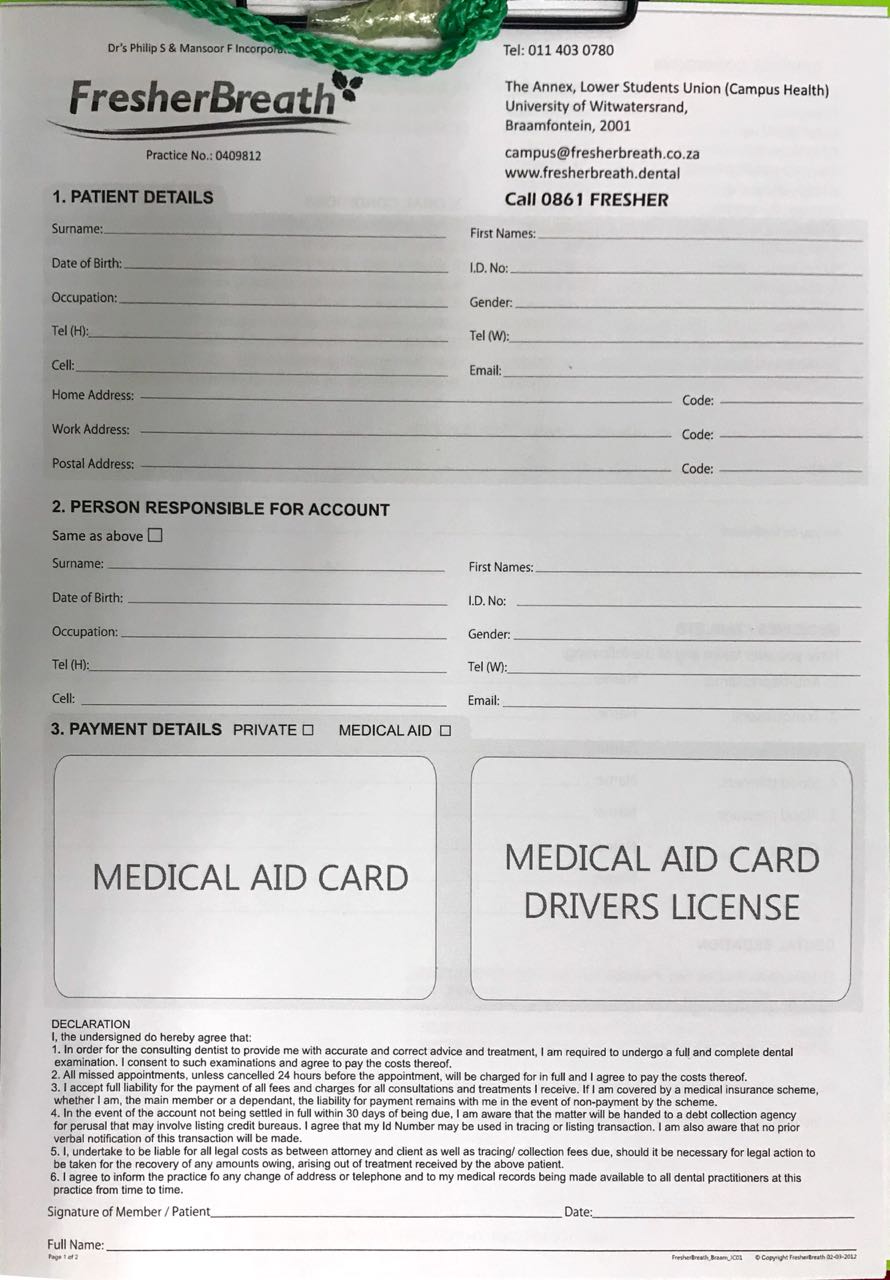 Dr's Philip S & Mansoor F
FresherBreath
Practice No.: 0409812
Tel: 011 403 0780
The Annex, Lower Students Union (Campus Health)
University of Witwatersrand,
Braamfontein, 2001
campus@fresherbreath.co.za
www.fresherbreath.dental
Call 0861 FRESHER
1. PATIENT DETAILS
Surname: First Names:
Date of Birth: I.D. No:
Occupation: Gender:
Tel (H): Tel (W):
Cell: Email:
Home Address: Code:
Work Address: Code:
Postal Address: Code:
2. PERSON RESPONSIBLE FOR ACCOUNT
Same as above
Surname: First Names:
Date of Birth: I.D. No:
Occupation: Gender:
Tel (H): Tel (W):
Cell: Email:
3. PAYMENT DETAILS PRIVATE MEDICAL AID
MEDICAL AID CARD
MEDICAL AID CARD
DRIVERS LICENSE
DECLARATION
I, the undersigned do hereby agree that:
1. In order for the consulting dentist to provide me with accurate and correct advice and treatment, I am required to undergo a full and complete dental
examination. I consent to such examinations and agree to pay the costs thereof.
2. All missed appointments, unless cancelled 24 hours before the appointment, will be charged for in full and I agree to pay the costs thereof.
3. I accept full liability for the payment of all fees and charges for all consultations and treatments I receive. If I am covered by a medical insurance scheme,
whether I am, the main member or a dependant, the liability for payment remains with me in the event of non-payment by the scheme.
4. In the event of the account not being settled in full within 30 days of being due, I am aware that the matter will be handed to a debt collection agency
for perusal that may involve listing credit bureaus. I agree that my Id Number may be used in tracing or listing transaction. I am also aware that no prior
verbal notification of this transaction will be made.
5. I, undertake to be liable for all legal costs as between attorney and client as well as tracing/ collection fees due, should it be necessary for legal action to
be taken for the recovery of any amounts owing, arising out of treatment received by the above patient.
6. I agree to inform the practice fo any change of address or telephone and to my medical records being made available to all dental practitioners at this
practice from time to time.
Signature of Member / Patient Date:
Full Name:
Page 1 of 2 FresherBreath_Braam_JC01 © Copyright FresherBreath 02-03-2012